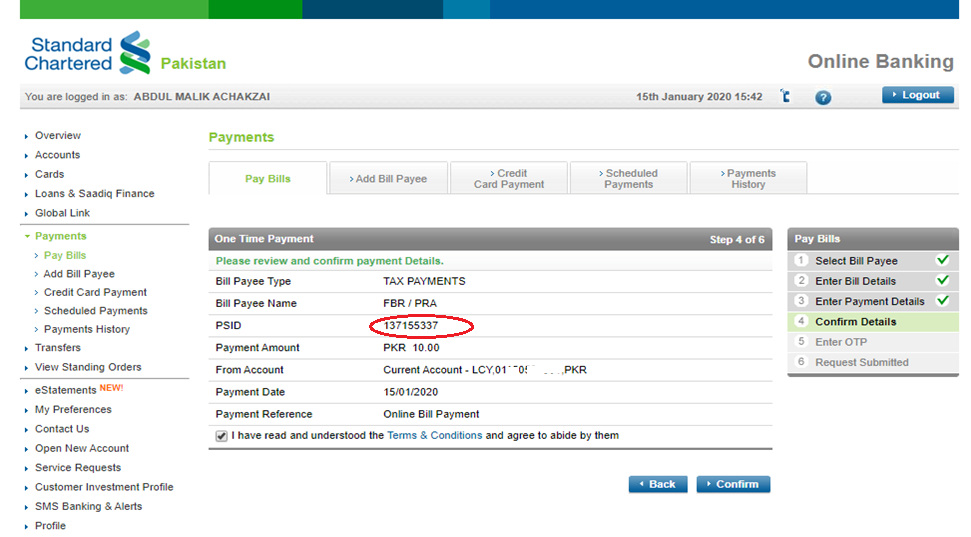 Standard
Chartered
Pakistan
Online Banking
You are logged in as: ABDUL MALIK ACHAKZAI
15th January 2020 15:42
?
Logout
Overview
Accounts
Cards
Loans & Saadiq Finance
Global Link
Payments
Pay Bills
Add Bill Payee
Credit Card Payment
Scheduled Payments
Payments History
Transfers
View Standing Orders
eStatements NEW!
My Preferences
Contact Us
Open New Account
Service Requests
Customer Investment Profile
SMS Banking & Alerts
Profile
Payments
Pay Bills
Add Bill Payee
Credit
Card Payment
Scheduled
Payments
Payments
History
One Time Payment Step 4 of 6
Please review and confirm payment Details.
Bill Payee Type TAX PAYMENTS
Bill Payee Name FBR / PRA
PSID 137155337
Payment Amount PKR 10.00
From Account Current Account - LCY,PKR
Payment Date 15/01/2020
Payment Reference Online Bill Payment
I have read and understood the Terms & Conditions and agree to abide by them
Back
Confirm
Pay Bills
1 Select Bill Payee
2 Enter Bill Details
3 Enter Payment Details
4 Confirm Details
5 Enter OTP
6 Request Submitted